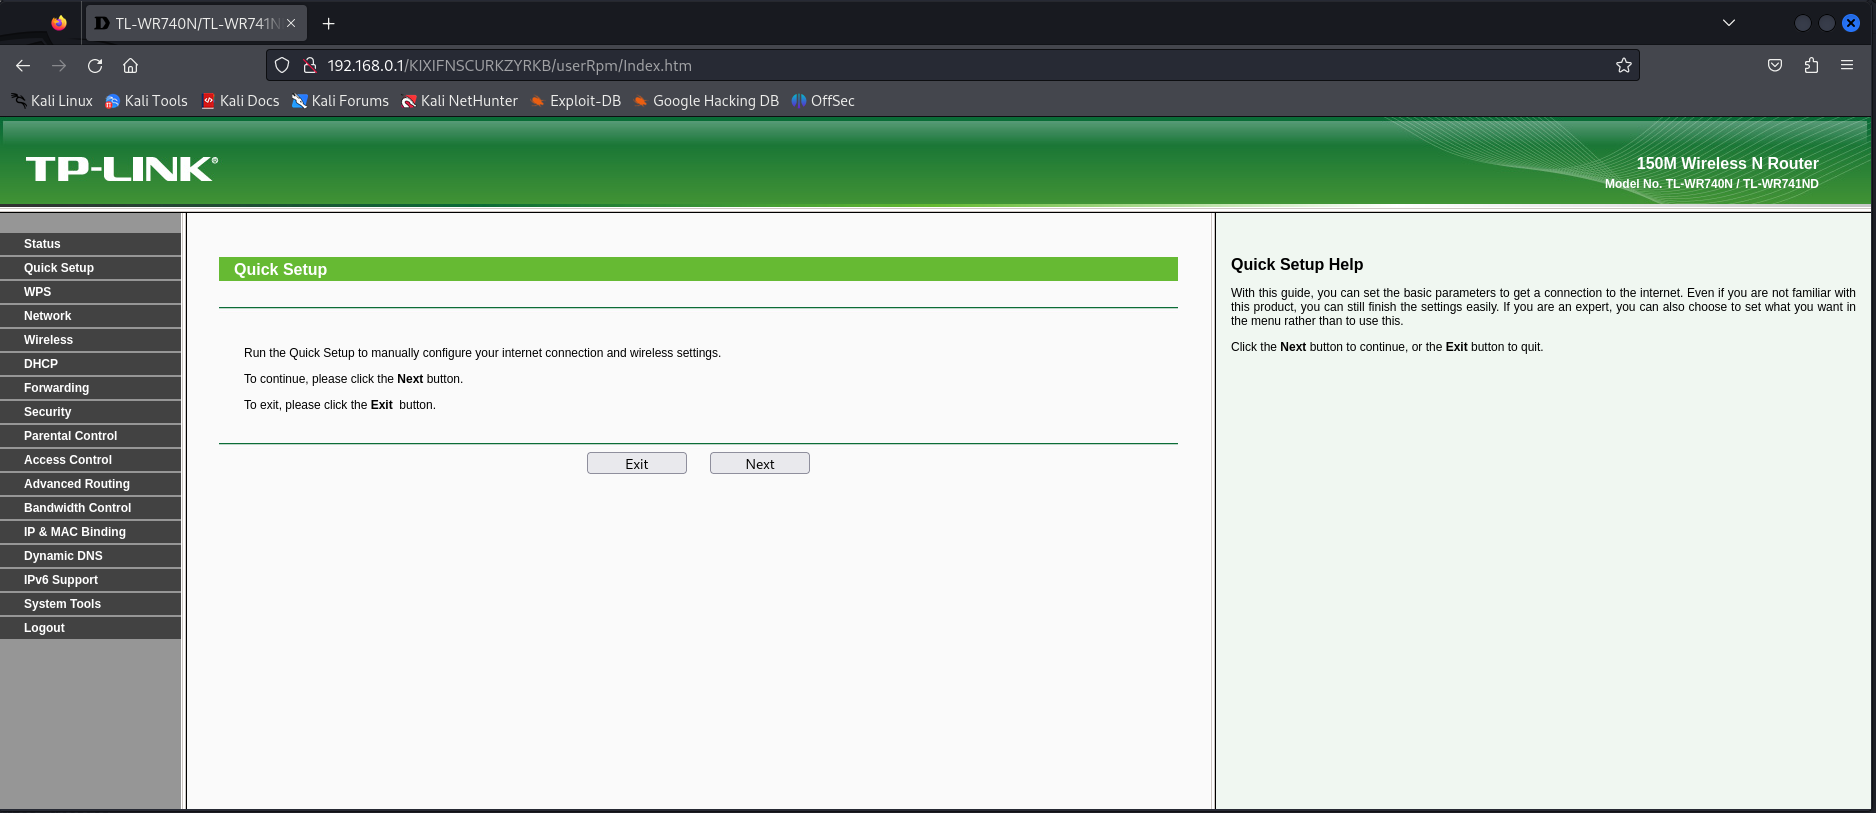 TL-WR740N/TL-WR741N
192.168.0.1/KIXIFNSCURKZYRKB/userRpm/Index.htm
Kali Linux Kali Tools Kali Docs Kali Forums Kali NetHunter Exploit-DB Google Hacking DB OffSec
TP-LINK®
150M Wireless N Router
Model No. TL-WR740N / TL-WR741ND
Status
Quick Setup
WPS
Network
Wireless
DHCP
Forwarding
Security
Parental Control
Access Control
Advanced Routing
Bandwidth Control
IP & MAC Binding
Dynamic DNS
IPv6 Support
System Tools
Logout
Quick Setup
Run the Quick Setup to manually configure your internet connection and wireless settings.
To continue, please click the Next button.
To exit, please click the Exit button.
Exit Next
Quick Setup Help
With this guide, you can set the basic parameters to get a connection to the internet. Even if you are not familiar with
this product, you can still finish the settings easily. If you are an expert, you can also choose to set what you want in
the menu rather than to use this.
Click the Next button to continue, or the Exit button to quit.